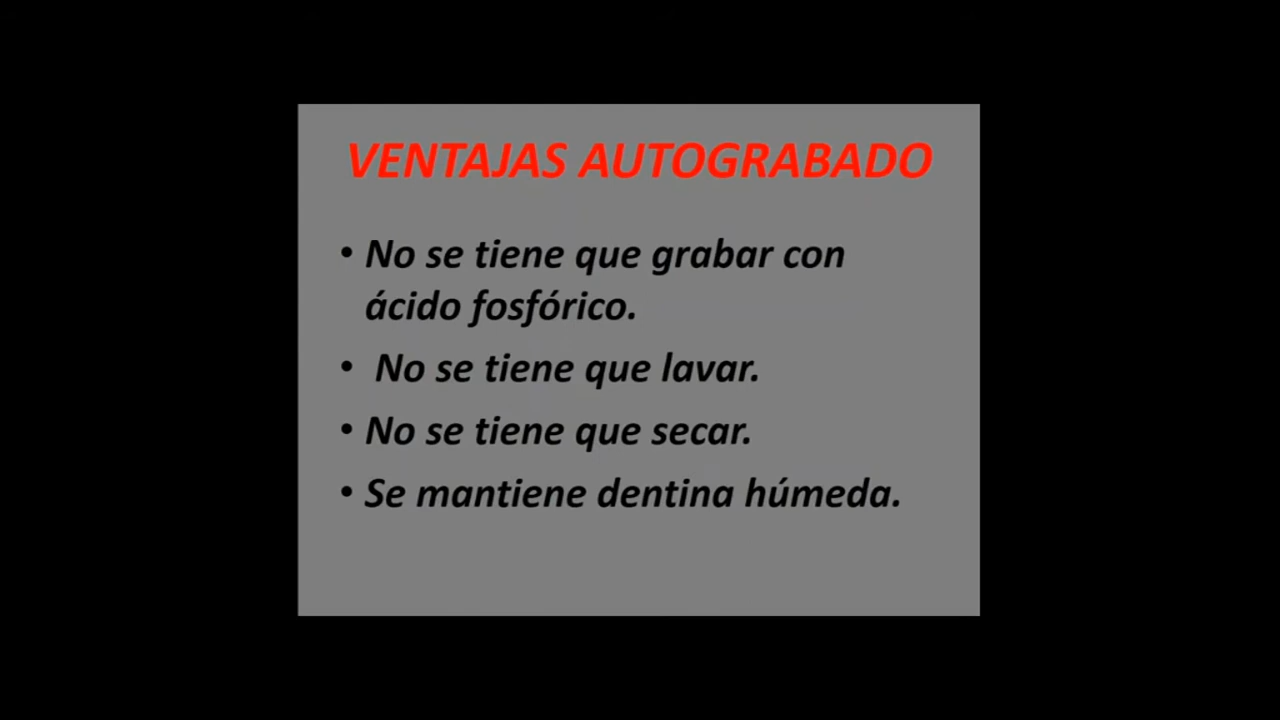 VENTAJAS AUTOGRABADO
• No se tiene que grabar con
ácido fosfórico.
• No se tiene que lavar.
• No se tiene que secar.
• Se mantiene dentina húmeda.